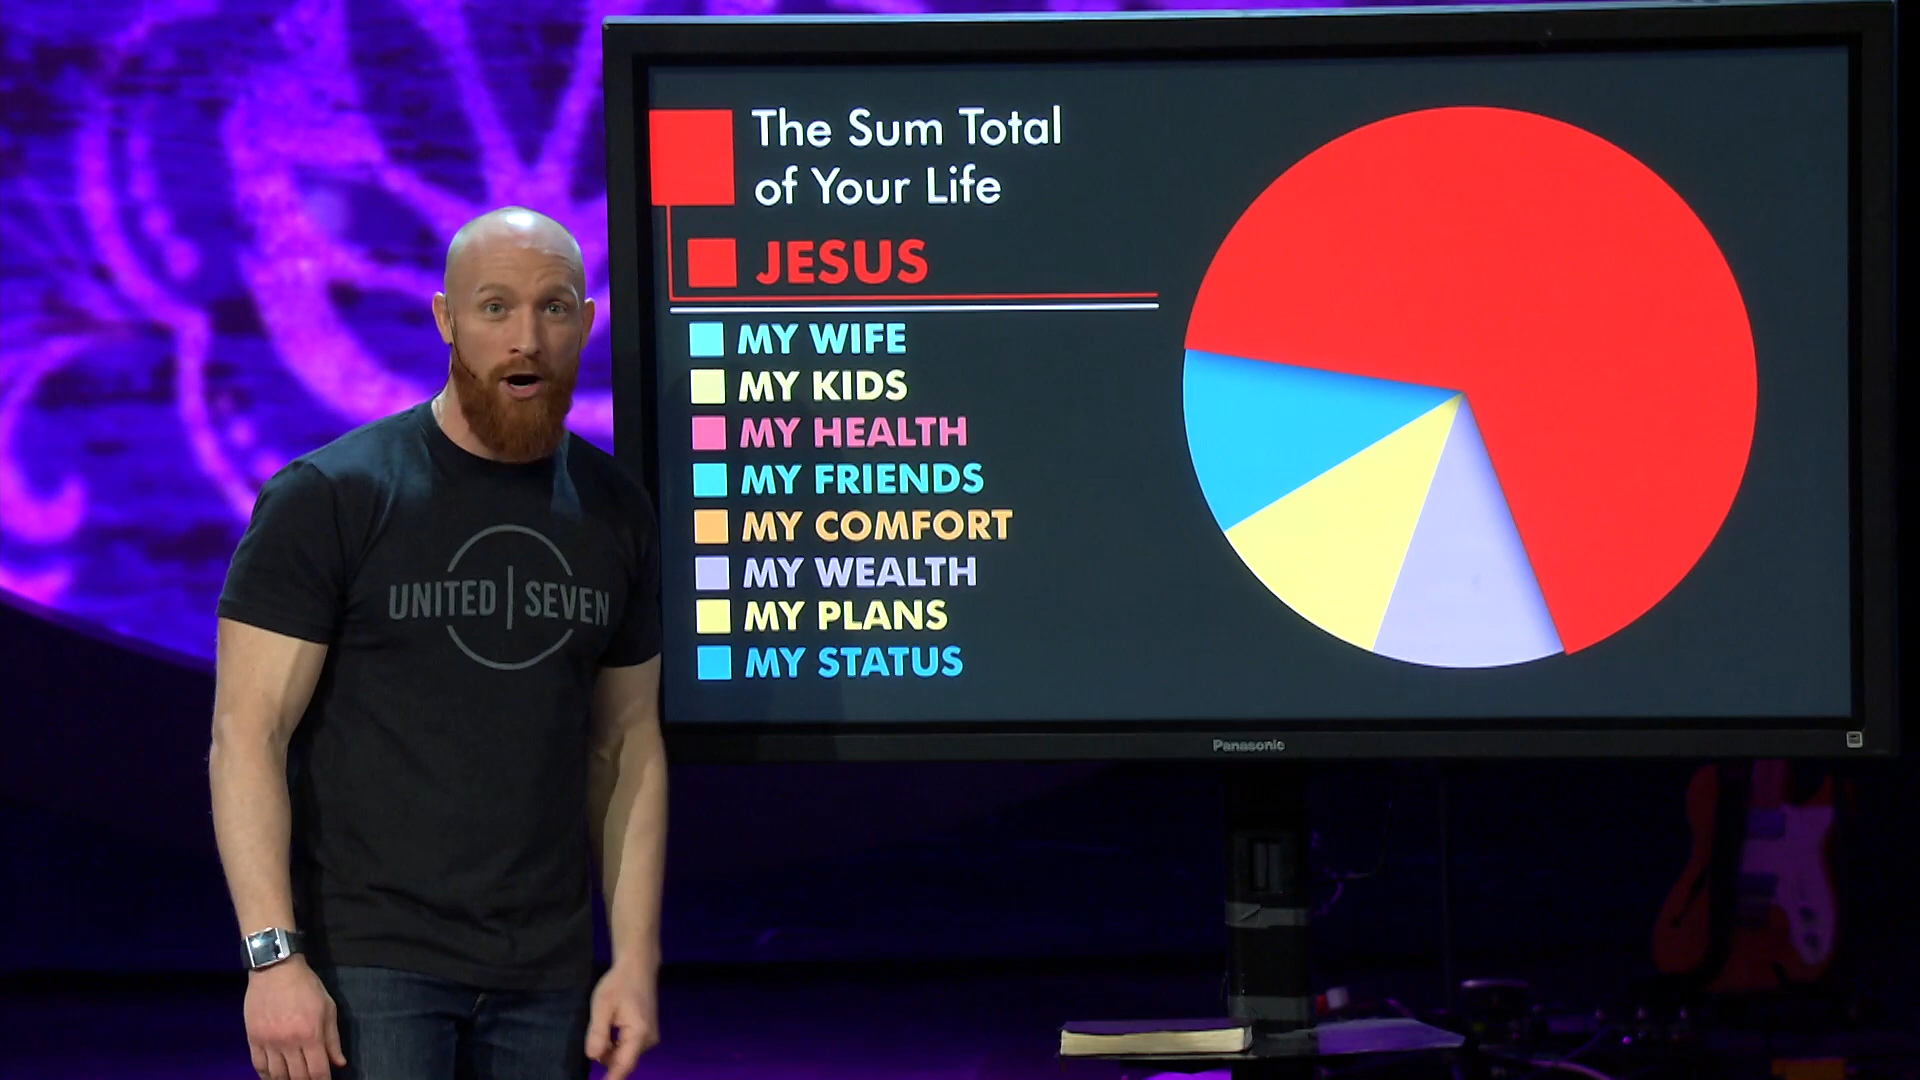 The Sum Total
of Your Life
JESUS
MY WIFE
MY KIDS
MY HEALTH
MY FRIENDS
MY COMFORT
MY WEALTH
MY PLANS
MY STATUS
UNITED | SEVEN
Panasonic